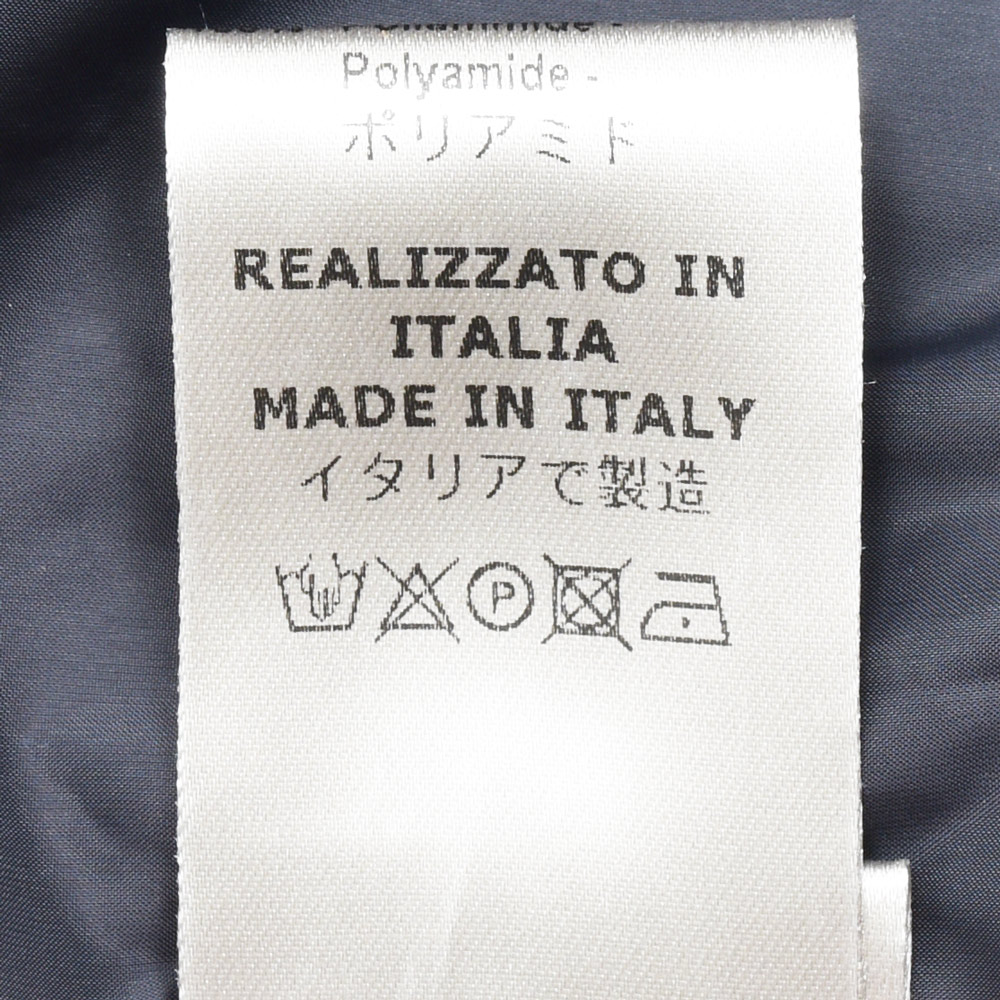 Polyamide -
ポリアミド
REALIZZATO IN
ITALIA
MADE IN ITALY
イタリアで製造
P